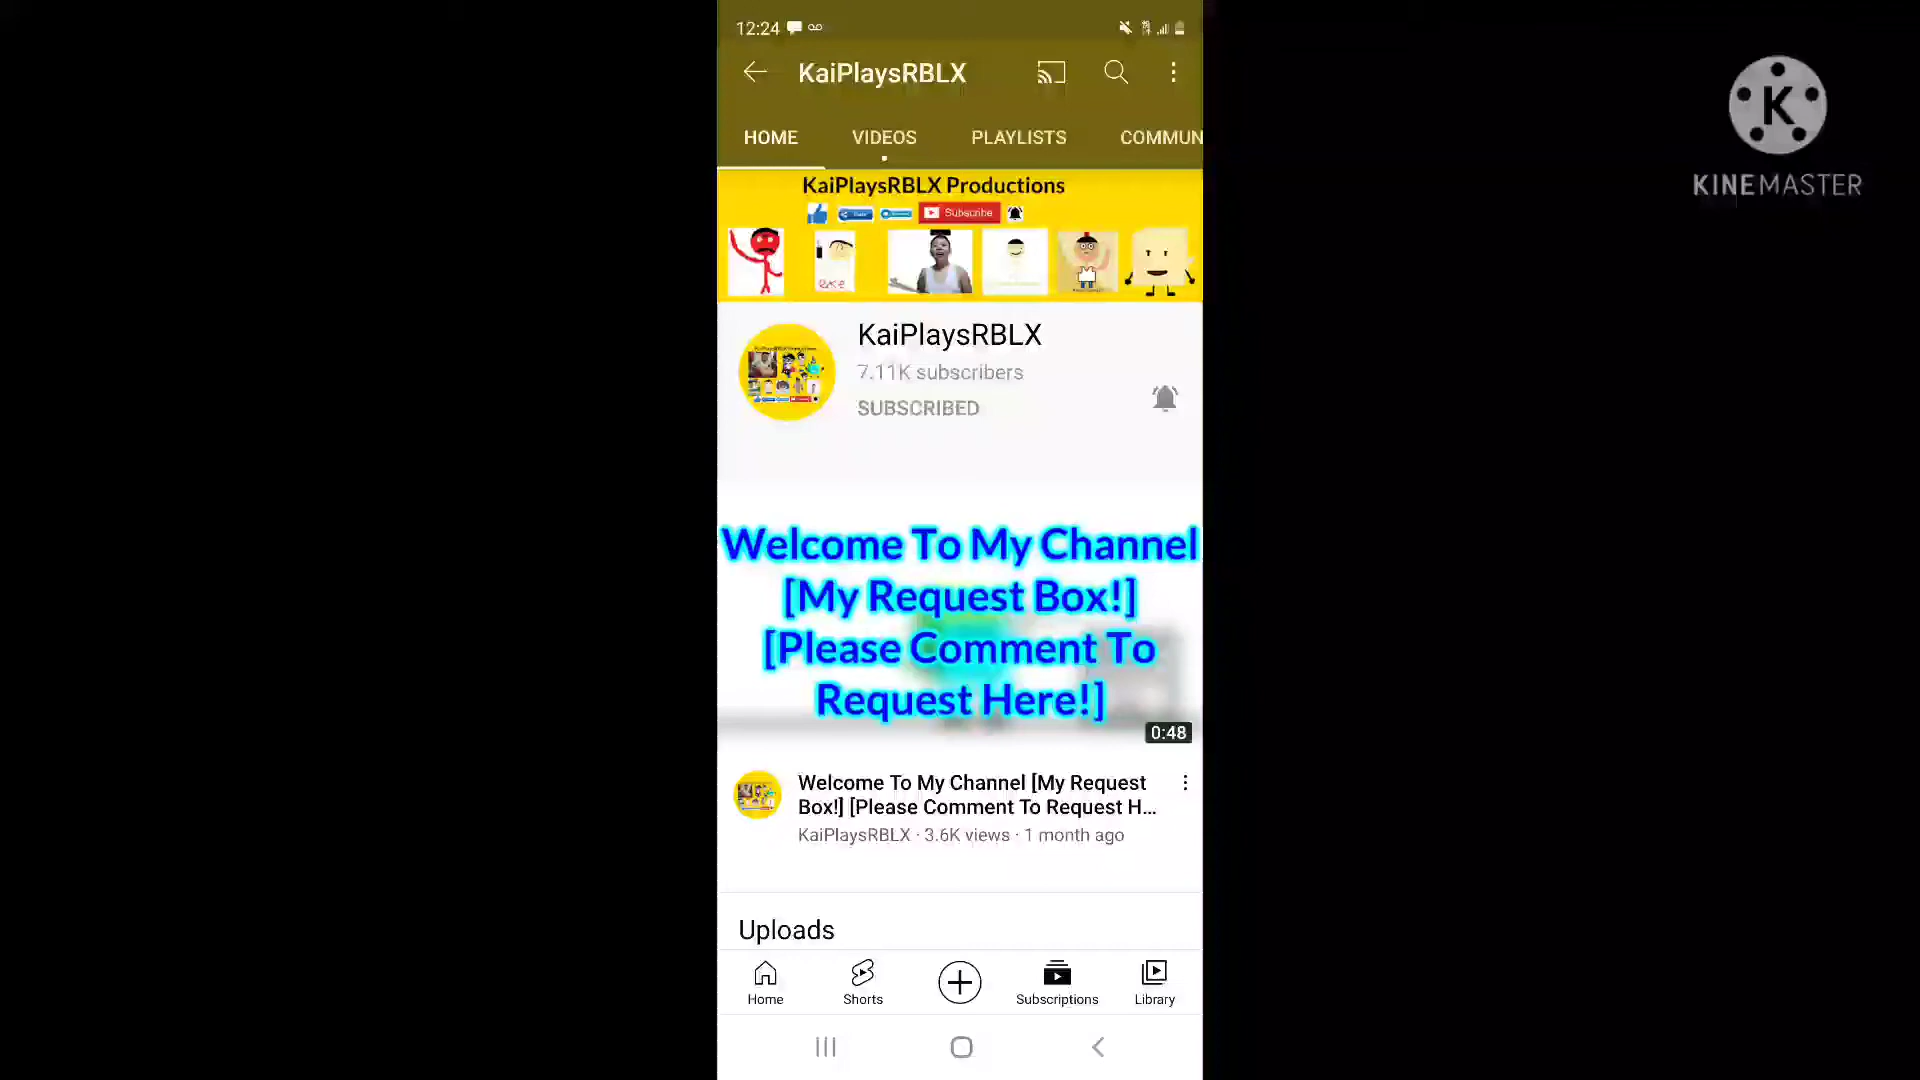 12:24
KaiPlaysRBLX
HOME VIDEOS PLAYLISTS COMMUN
KINEMASTER
KaiPlaysRBLX Productions
Subscribe
KaiPlaysRBLX
7.11K subscribers
SUBSCRIBED
Welcome To My Channel
[My Request Box!]
[Please Comment To
Request Here!]
0:48
Welcome To My Channel [My Request
Box!] [Please Comment To Request H...
KaiPlaysRBLX · 3.6K views · 1 month ago
Uploads
Home Shorts Subscriptions Library